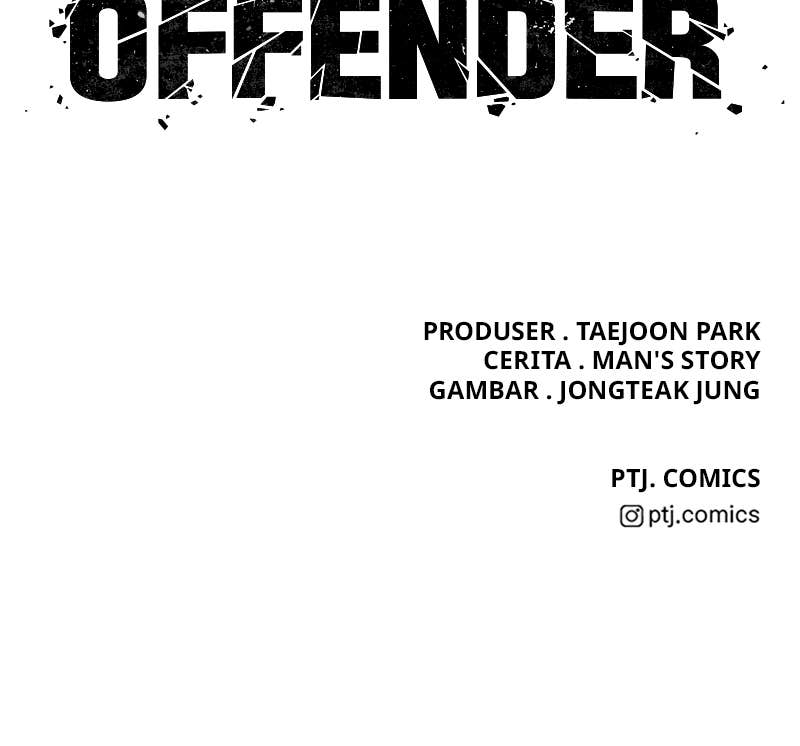 OFFENDER
PRODUSER . TAEJOON PARK
CERITA . MAN'S STORY
GAMBAR . JONGTEAK JUNG
PTJ. COMICS
ptj.comics